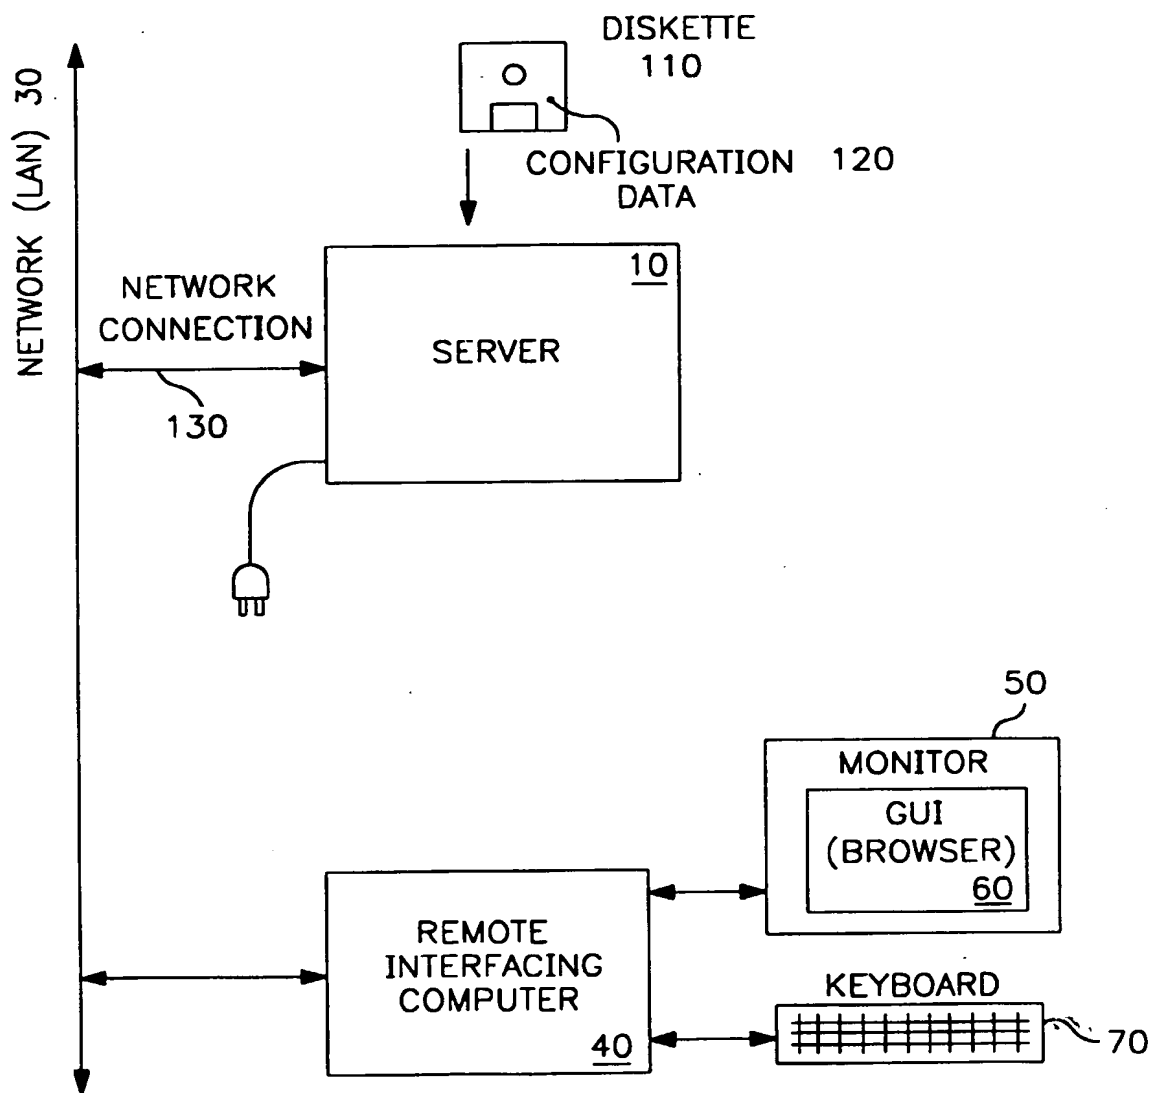 DISKETTE
110
NETWORK (LAN) 30
CONFIGURATION 120
DATA
10
NETWORK
CONNECTION
SERVER
130
50
MONITOR
GUI
(BROWSER)
60
REMOTE
INTERFACING
COMPUTER
40
KEYBOARD
70